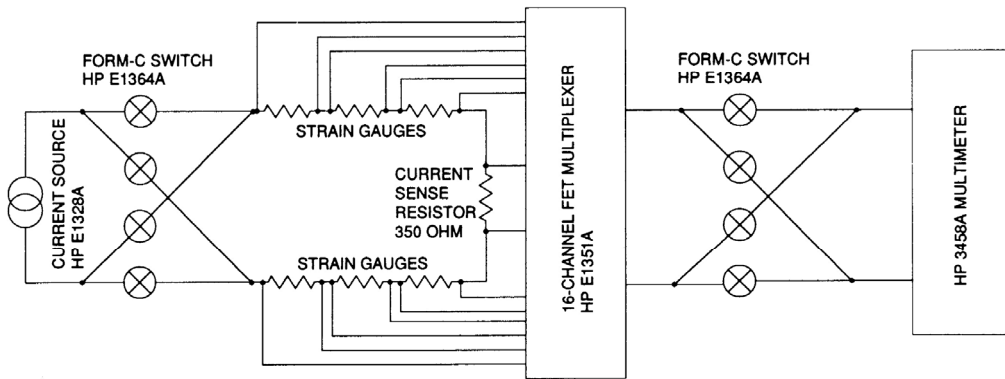 FORM-C SWITCH
HP E1364A
CURRENT SOURCE
HP E1328A
STRAIN GAUGES
CURRENT
SENSE
RESISTOR
350 OHM
STRAIN GAUGES
16-CHANNEL FET MULTIPLEXER
HP E1351A
FORM-C SWITCH
HP E1364A
HP 3458A MULTIMETER